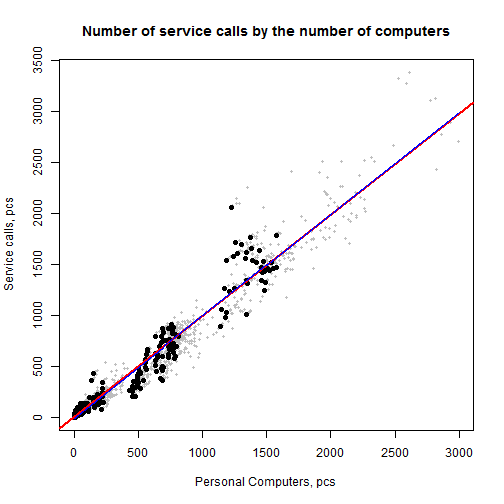 Number of service calls by the number of computers
3500
3000
2500
2000
1500
1000
500
0
Service calls, pcs
0 500 1000 1500 2000 2500 3000
Personal Computers, pcs